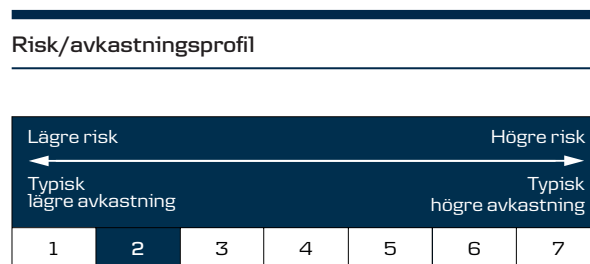 Risk/avkastningsprofil
Lägre risk Högre risk
Typisk lägre avkastning Typisk högre avkastning
1 2 3 4 5 6 7